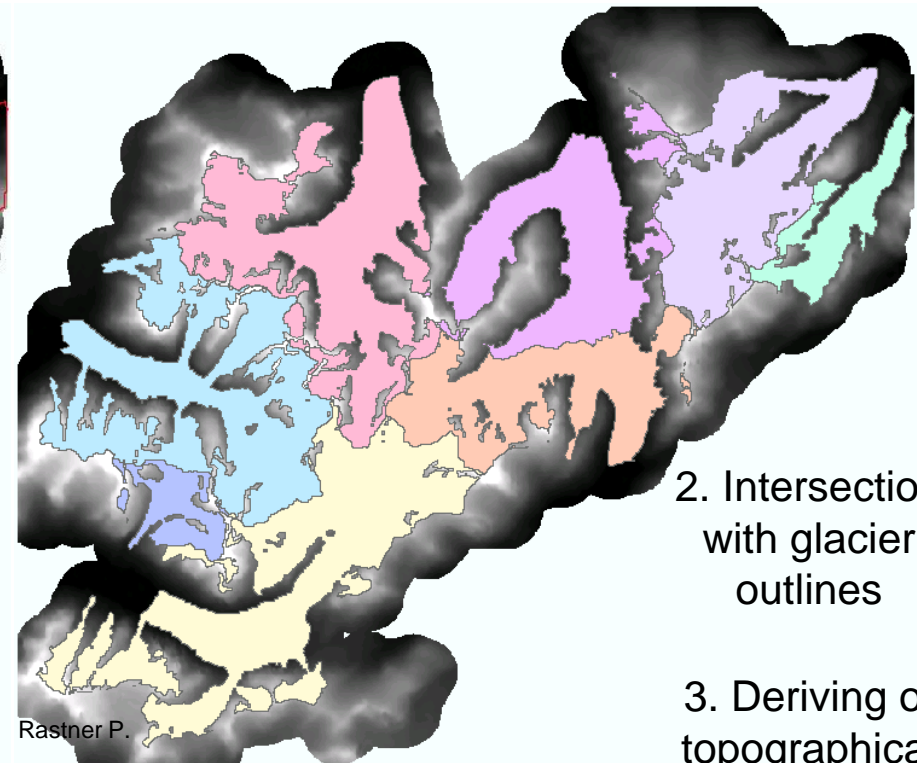 2. Intersectio
with glacier
outlines
3. Deriving o
topographica
Rastner P.